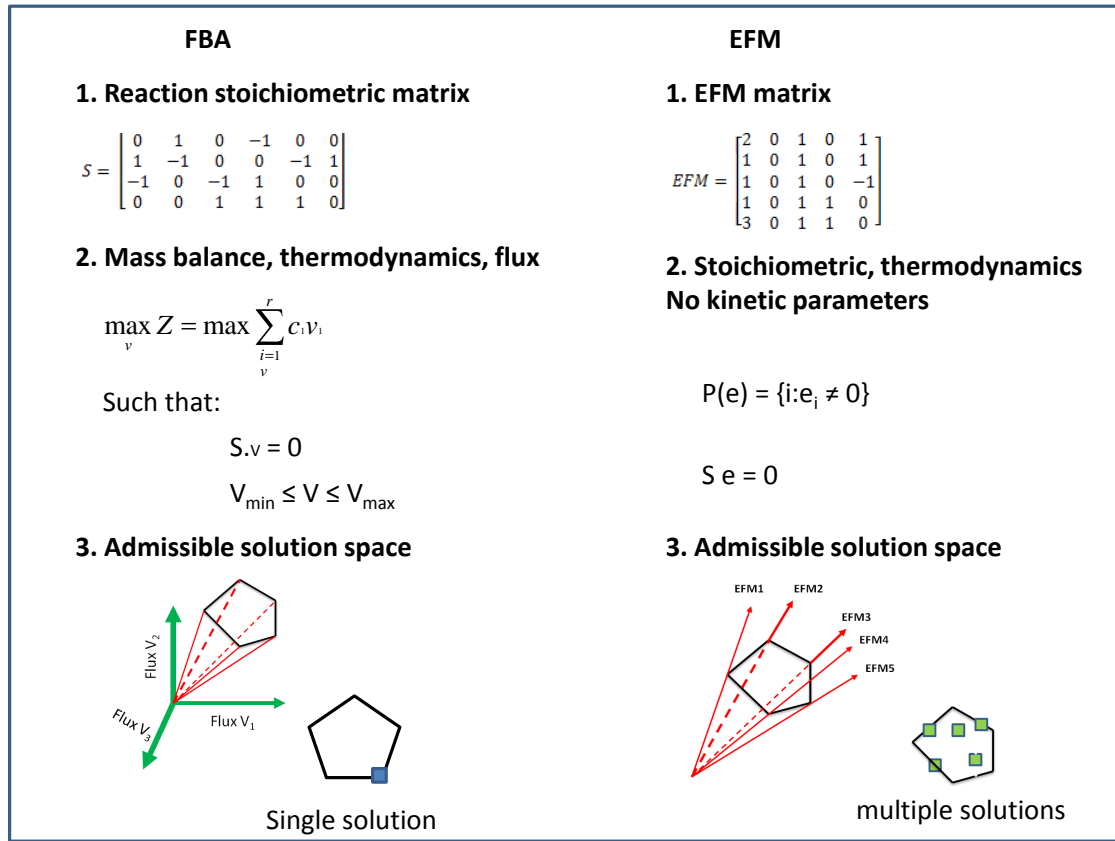 FBA
1. Reaction stoichiometric matrix
S =
0 1 0 −1 0 0
1 −1 0 0 −1 1
−1 0 −1 1 0 0
0 0 1 1 1 0
2. Mass balance, thermodynamics, flux
max Z = max ∑ c₁v₁
v
r
i=1
v
Such that:
S.v = 0
Vmin ≤ V ≤ Vmax
3. Admissible solution space
Flux V₂
Flux V₁
Flux V₃
Single solution
EFM
1. EFM matrix
EFM =
2 0 1 0 1
1 0 1 0 1
1 0 1 0 −1
1 0 1 1 0
3 0 1 1 0
2. Stoichiometric, thermodynamics
No kinetic parameters
P(e) = {i:eᵢ ≠ 0}
S e = 0
3. Admissible solution space
EFM1
EFM2
EFM3
EFM4
EFM5
multiple solutions